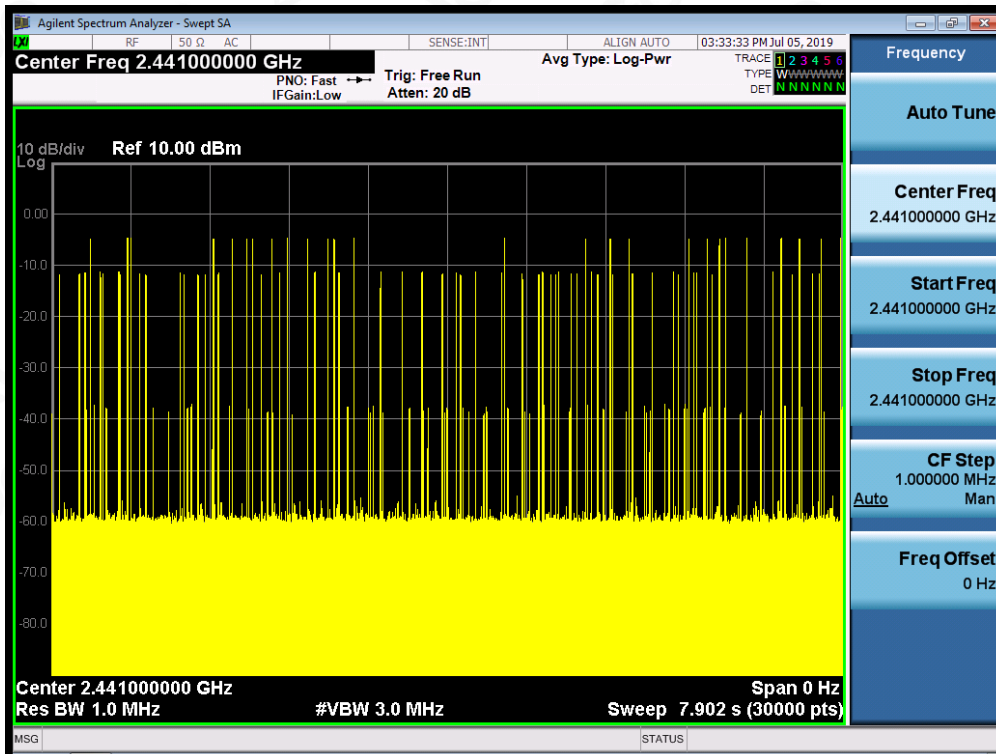 Agilent Spectrum Analyzer - Swept SA
LXI RF 50 Ω AC SENSE:INT ALIGN AUTO 03:33:33 PM Jul 05, 2019
Center Freq 2.441000000 GHz
PNO: Fast
IFGain:Low
Trig: Free Run
Atten: 20 dB
Avg Type: Log-Pwr
TRACE 1 2 3 4 5 6
TYPE WWWWWWW
DET N N N N N N
10 dB/div Ref 10.00 dBm
Log
0.00
-10.0
-20.0
-30.0
-40.0
-50.0
-60.0
-70.0
-80.0
Center 2.441000000 GHz Span 0 Hz
Res BW 1.0 MHz #VBW 3.0 MHz Sweep 7.902 s (30000 pts)
MSG STATUS
Frequency
Auto Tune
Center Freq
2.441000000 GHz
Start Freq
2.441000000 GHz
Stop Freq
2.441000000 GHz
CF Step
1.000000 MHz
Auto Man
Freq Offset
0 Hz